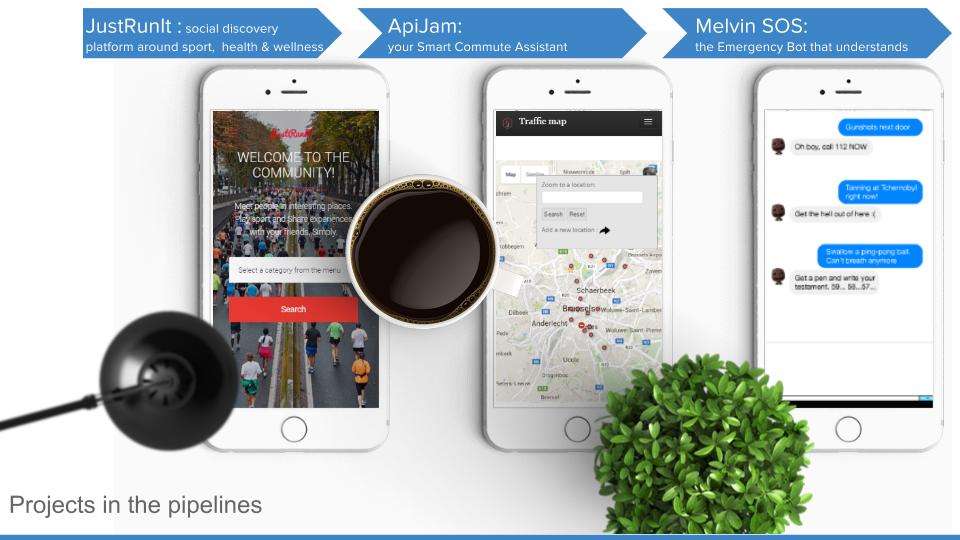 JustRunIt : social discovery
platform around sport, health & wellness
ApiJam:
your Smart Commute Assistant
Melvin SOS:
the Emergency Bot that understands
JustRunIt
WELCOME TO THE
COMMUNITY!
Meet people in interesting places.
Play sport and Share experiences
with your friends. Simply.
Select a category from the menu
Search
Traffic map
Map
Zoom to a location:
Search Reset
Add a new location :
Schaerbeek
Woluwe-Saint-Lamber
Dilbeek
Anderlecht
Woluwe-Saint-Pierre
Uccle
Drogenbos
Zaven
Gunshots next door
Oh boy, call 112 NOW
Tanning at Tchernobyl
right now!
Get the hell out of here :(
Swallow a ping-pong ball.
Can't breath anymore
Get a pen and write your
testament. 59... 58...57...
Projects in the pipelines